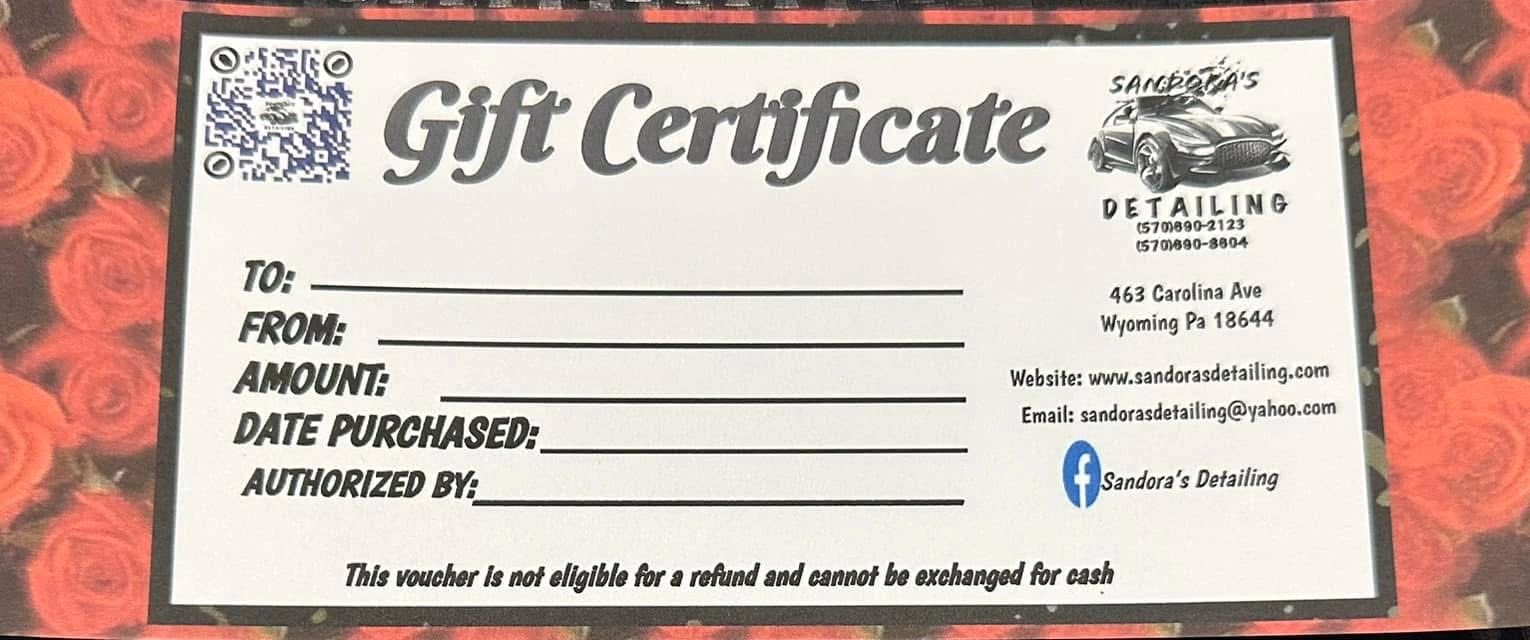 Gift Certificate
SANDORA'S
DETAILING
(570)690-2123
(570)690-8804
TO:
FROM:
AMOUNT:
DATE PURCHASED:
AUTHORIZED BY:
463 Carolina Ave
Wyoming Pa 18644
Website: www.sandorasdetailing.com
Email: sandorasdetailing@yahoo.com
Sandora's Detailing
This voucher is not eligible for a refund and cannot be exchanged for cash